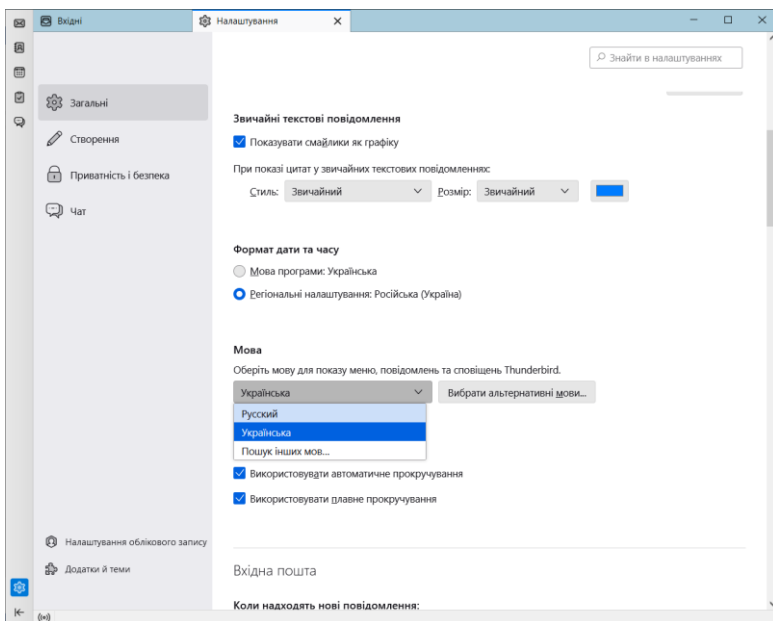 Вхідні
Налаштування
Знайти в налаштуваннях
Загальні
Створення
Приватність і безпека
Чат
Звичайні текстові повідомлення
Показувати смайлики як графіку
При показі цитат у звичайних текстових повідомленнях:
Стиль: Звичайний Розмір: Звичайний
Формат дати та часу
Мова програми: Українська
Регіональні налаштування: Російська (Україна)
Мова
Оберіть мову для показу меню, повідомлень та сповіщень Thunderbird.
Українська Вибрати альтернативні мови...
Русский
Українська
Пошук інших мов...
Використовувати автоматичне прокручування
Використовувати плавне прокручування
Налаштування облікового запису
Додатки й теми
Вхідна пошта
Коли надходять нові повідомлення: